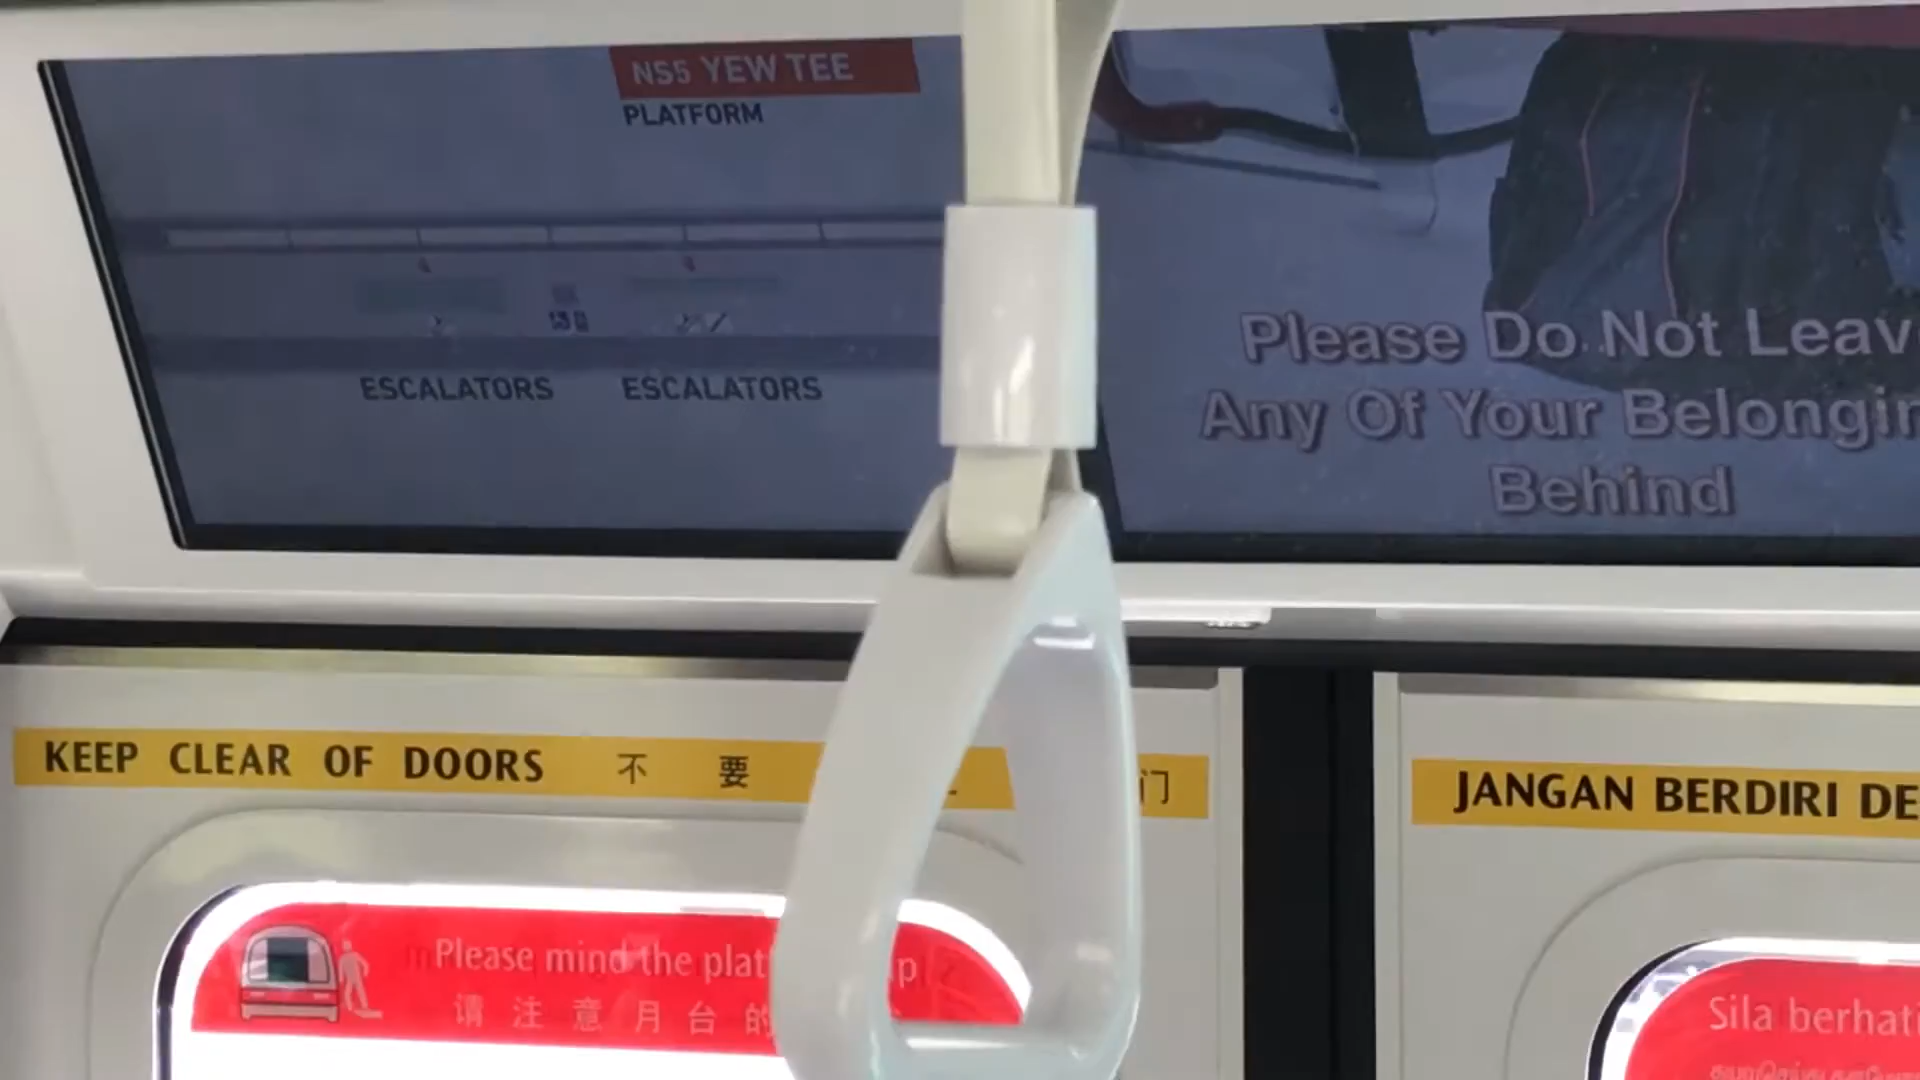 NS5 YEW TEE
PLATFORM
ESCALATORS ESCALATORS
Please Do Not Leav
Any Of Your Belongin
Behind
KEEP CLEAR OF DOORS 不 要 门
JANGAN BERDIRI DE
Please mind the plat p
请 注 意 月 台 的
Sila berhati